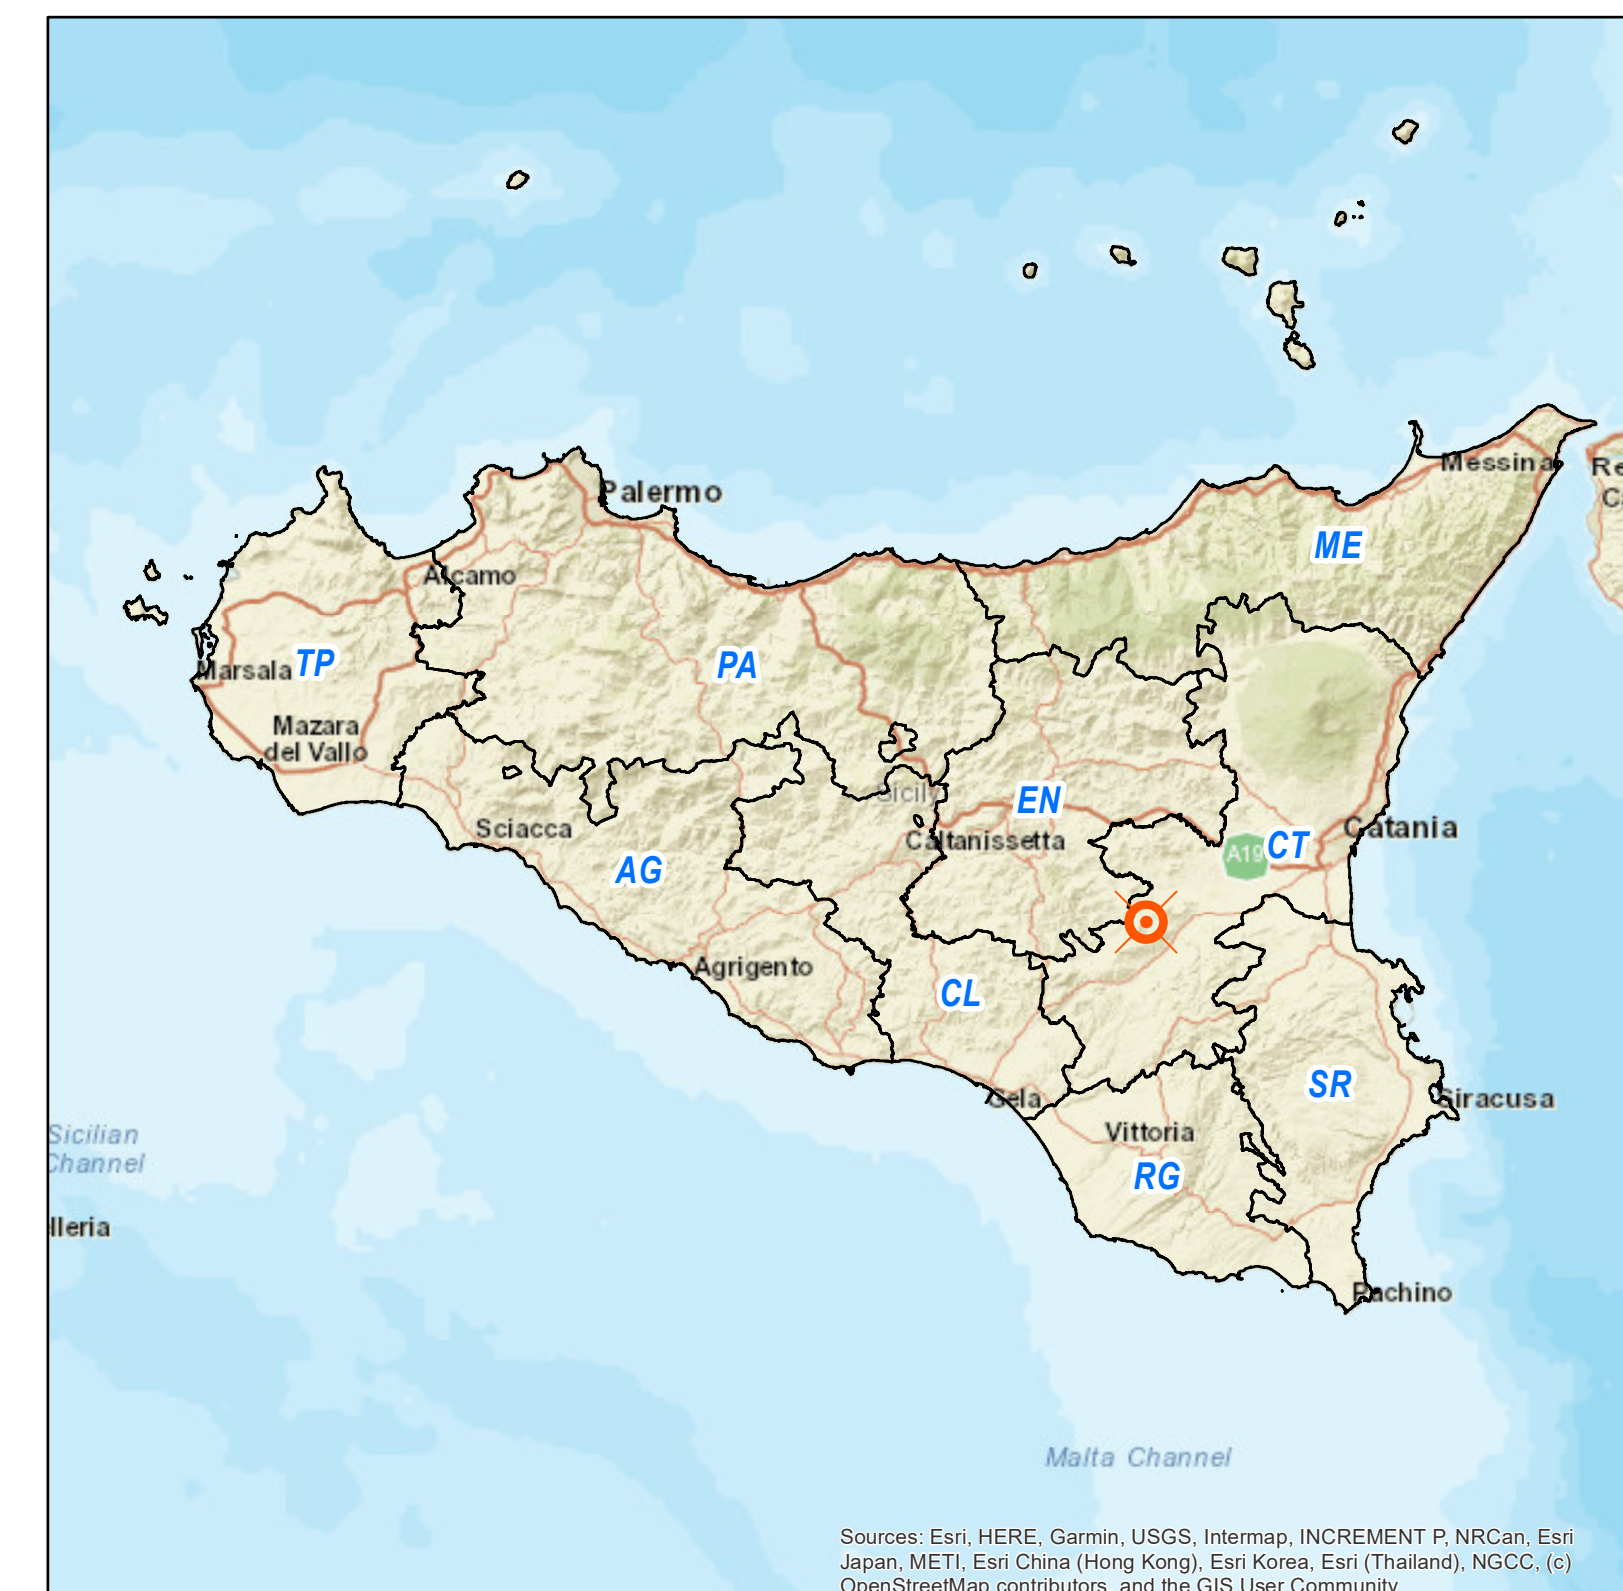 Palermo
Messina
Re
Ca
ME
Alcamo
TP
Marsala
PA
Mazara
del Vallo
Sicily
EN
Sciacca
Caltanissetta
Catania
A19
CT
AG
Agrigento
CL
SR
Gela
Siracusa
Vittoria
Sicilian
Channel
RG
lleria
Pachino
Malta Channel
Sources: Esri, HERE, Garmin, USGS, Intermap, INCREMENT P, NRCan, Esri
Japan, METI, Esri China (Hong Kong), Esri Korea, Esri (Thailand), NGCC, (c)
OpenStreetMap contributors, and the GIS User Community